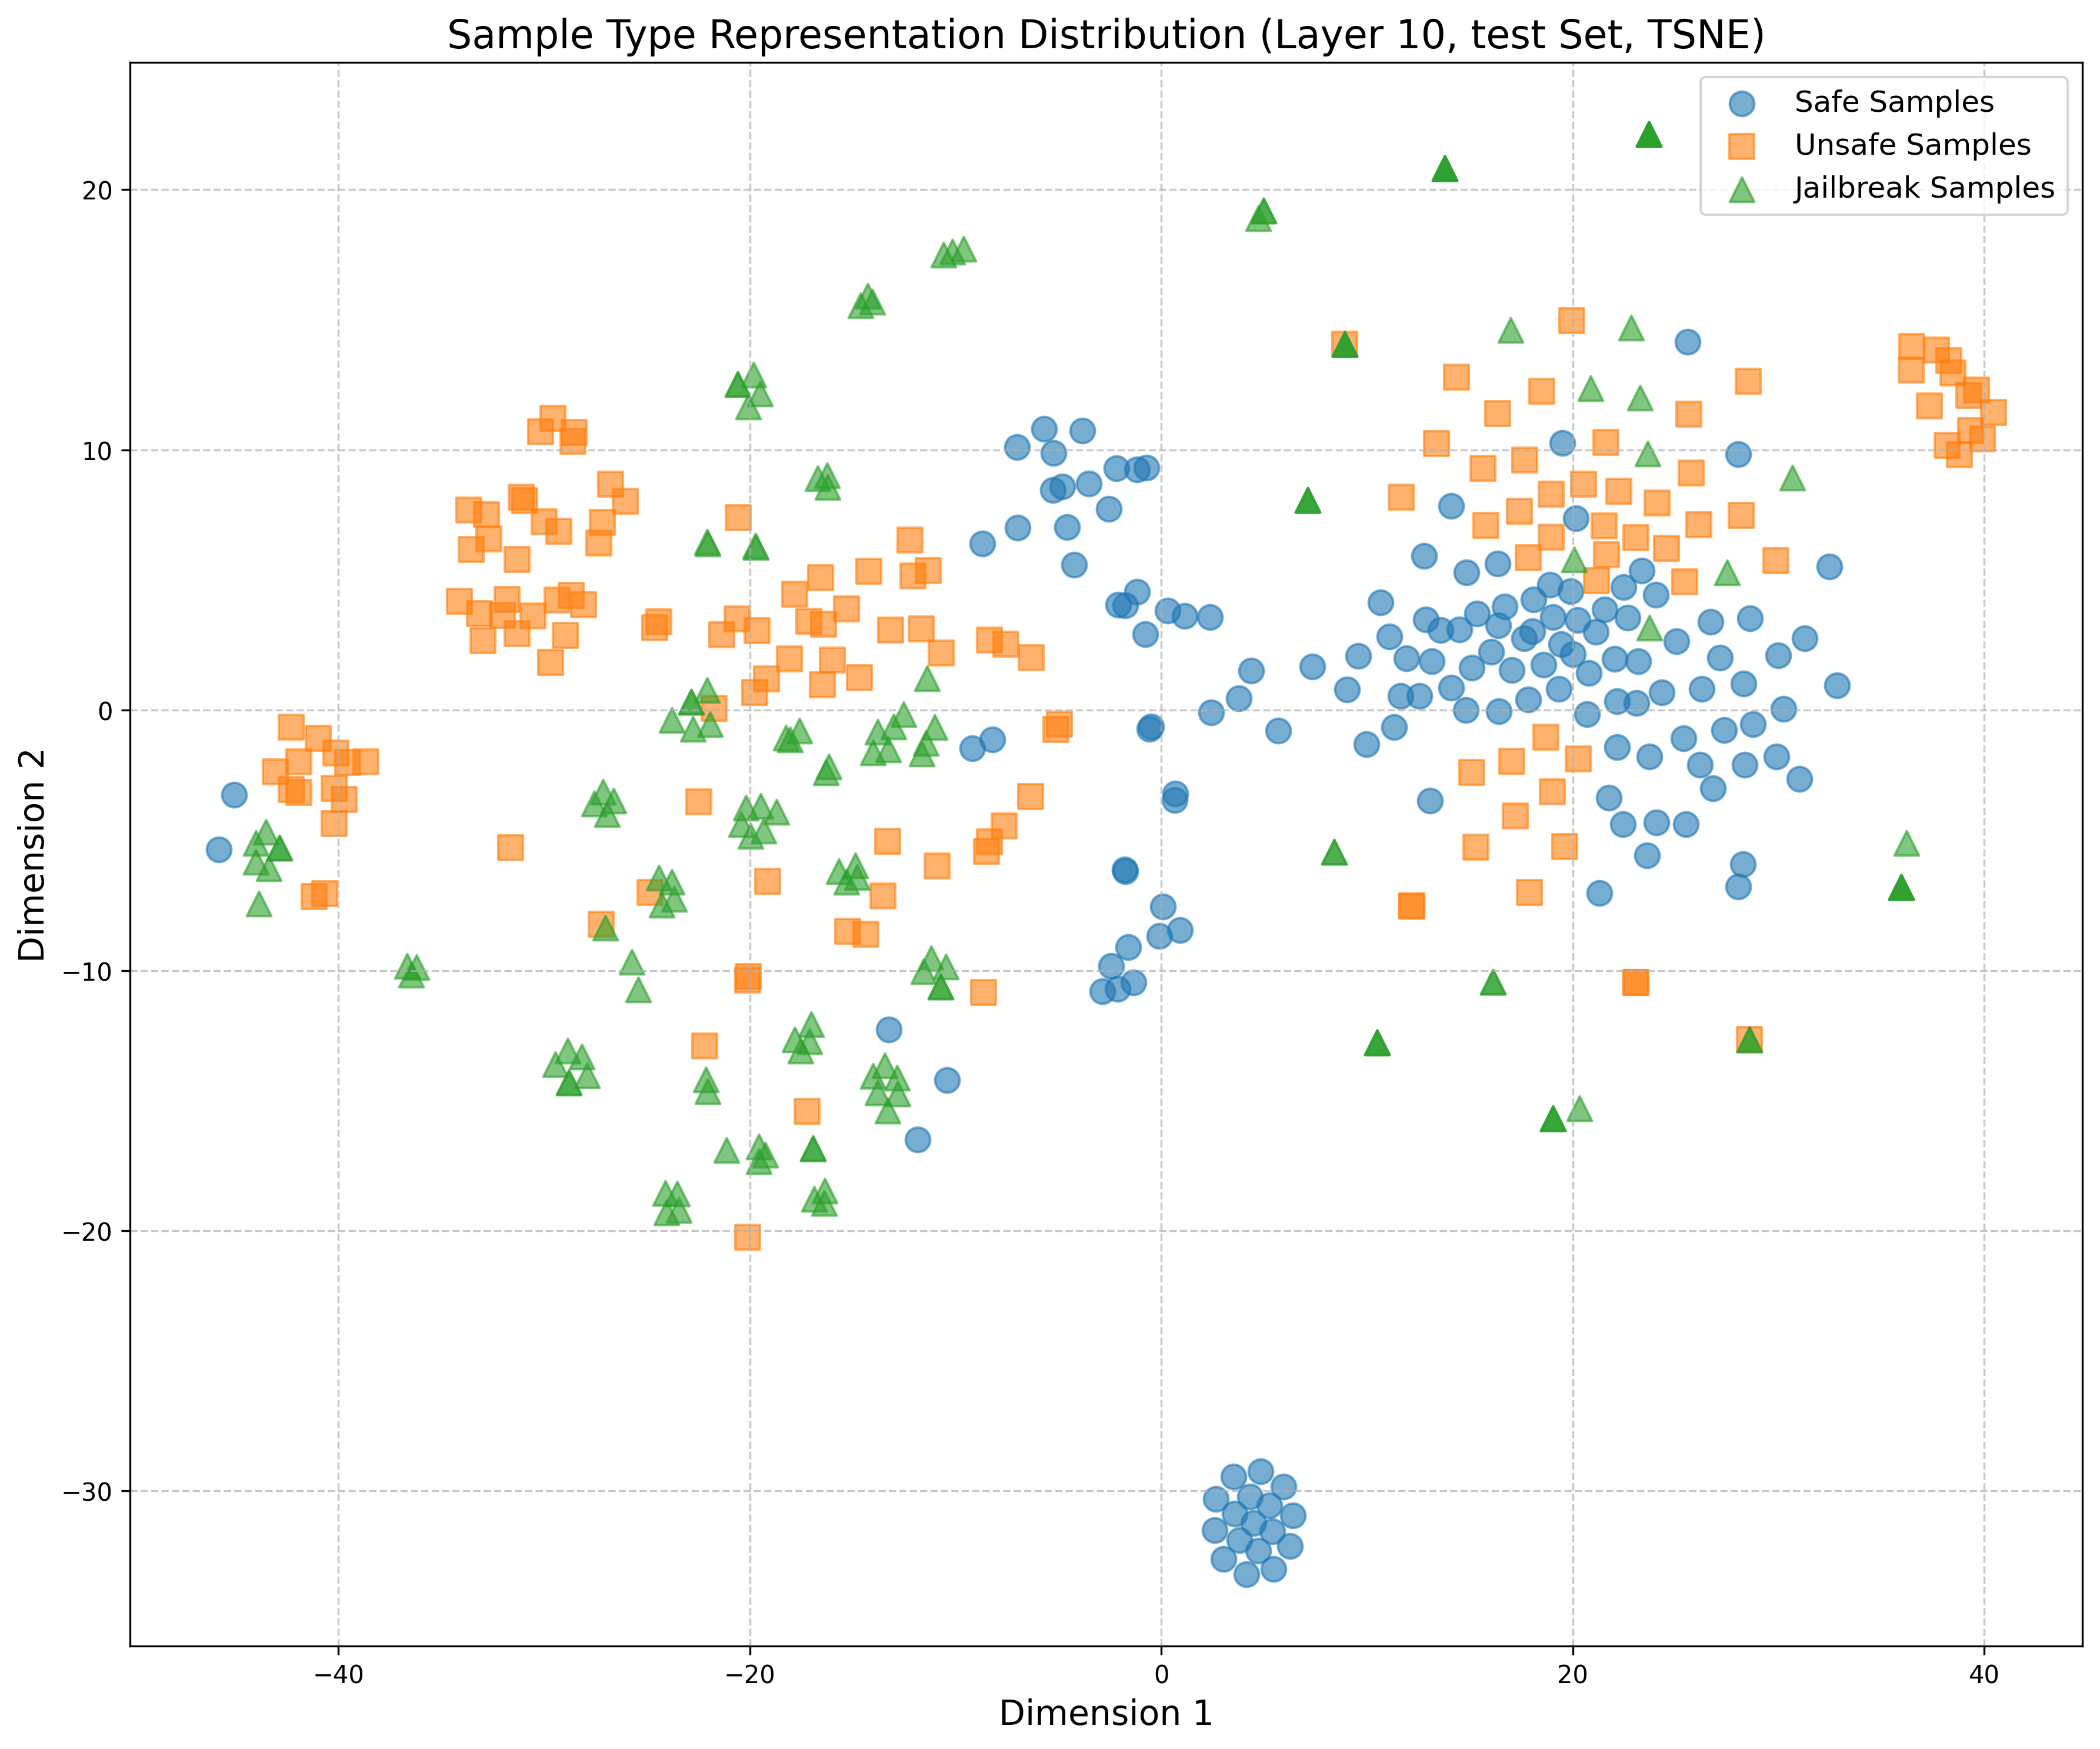 Sample Type Representation Distribution (Layer 10, test Set, TSNE)
Safe Samples
Unsafe Samples
Jailbreak Samples
20
10
0
−10
−20
−30
Dimension 2
−40
−20
0
20
40
Dimension 1